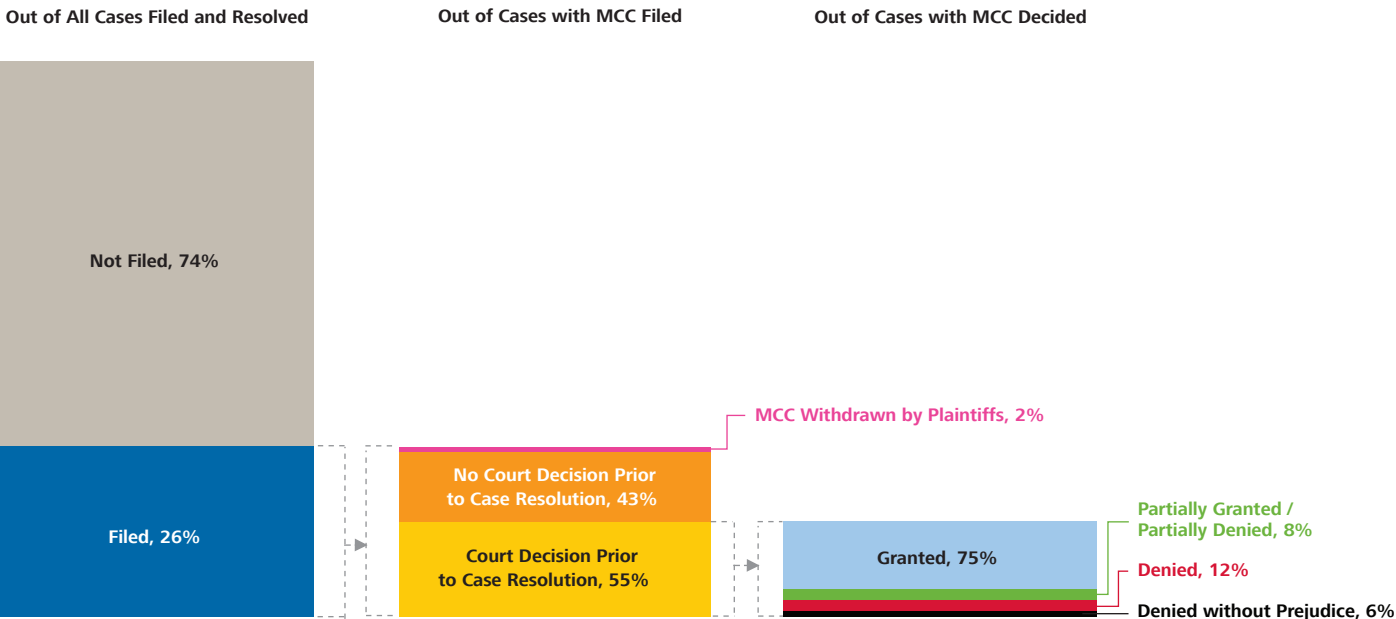 Out of All Cases Filed and Resolved
Out of Cases with MCC Filed
Out of Cases with MCC Decided
Not Filed, 74%
Filed, 26%
MCC Withdrawn by Plaintiffs, 2%
No Court Decision Prior
to Case Resolution, 43%
Court Decision Prior
to Case Resolution, 55%
Granted, 75%
Partially Granted /
Partially Denied, 8%
Denied, 12%
Denied without Prejudice, 6%